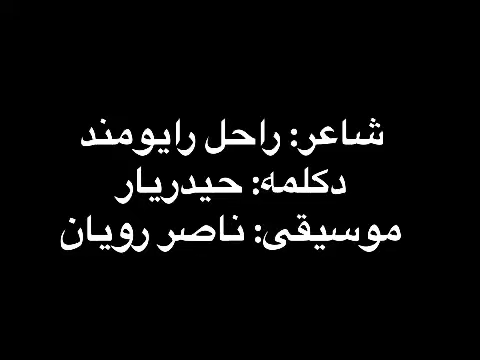 شاعر: راحل رایومند
دکلمه: حیدریار
موسیقی: ناصر رویان